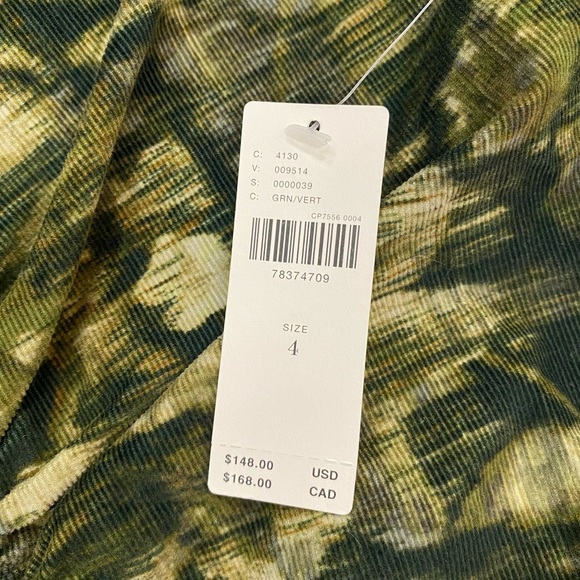 C: 4130
V: 009514
S: 0000039
C: GRN/VERT
CP7556 0004
78374709
SIZE
4
$148.00 USD
$168.00 CAD